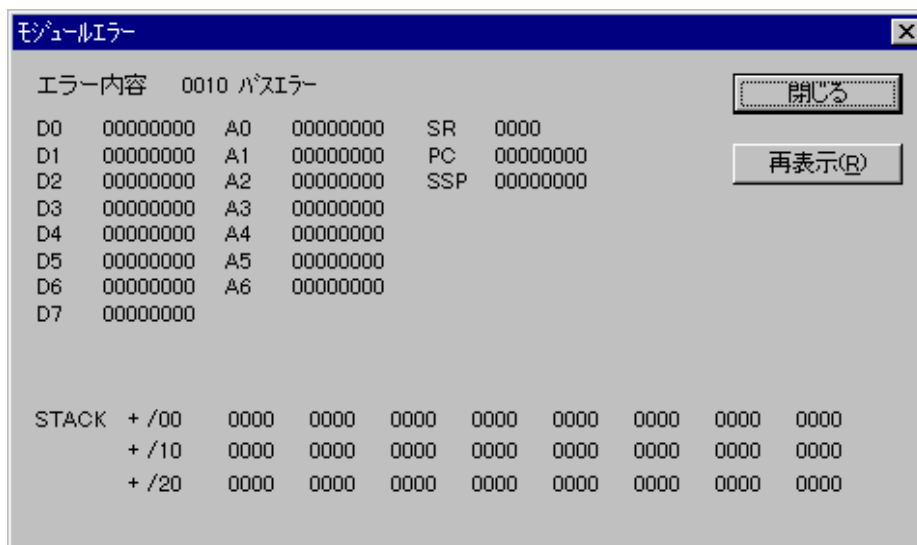 ﾓｼﾞｭｰﾙｴﾗｰ
エラー内容 0010 ﾊﾞｽｴﾗｰ
閉じる
D0 00000000 A0 00000000 SR 0000
D1 00000000 A1 00000000 PC 00000000
再表示(R)
D2 00000000 A2 00000000 SSP 00000000
D3 00000000 A3 00000000
D4 00000000 A4 00000000
D5 00000000 A5 00000000
D6 00000000 A6 00000000
D7 00000000
STACK + /00 0000 0000 0000 0000 0000 0000 0000 0000
+ /10 0000 0000 0000 0000 0000 0000 0000 0000
+ /20 0000 0000 0000 0000 0000 0000 0000 0000